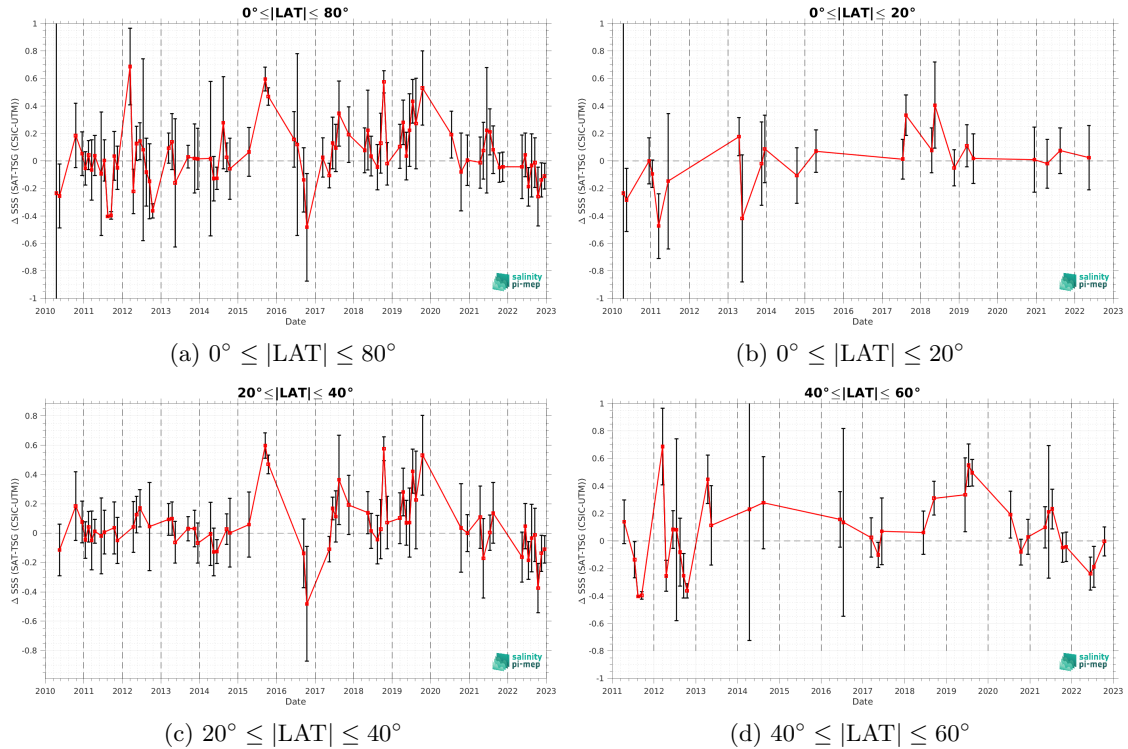 0°≤|LAT|≤ 80°
Δ SSS (SAT-TSG (CSIC-UTM))
1
0.8
0.6
0.4
0.2
0
-0.2
-0.4
-0.6
-0.8
-1
2010 2011 2012 2013 2014 2015 2016 2017 2018 2019 2020 2021 2022 2023
Date
salinity
pi-mep
(a) 0° ≤ |LAT| ≤ 80°
0°≤|LAT|≤ 20°
Δ SSS (SAT-TSG (CSIC-UTM))
1
0.8
0.6
0.4
0.2
0
-0.2
-0.4
-0.6
-0.8
-1
2010 2011 2012 2013 2014 2015 2016 2017 2018 2019 2020 2021 2022 2023
Date
salinity
pi-mep
(b) 0° ≤ |LAT| ≤ 20°
20°≤|LAT|≤ 40°
Δ SSS (SAT-TSG (CSIC-UTM))
0.8
0.6
0.4
0.2
0
-0.2
-0.4
-0.6
-0.8
2010 2011 2012 2013 2014 2015 2016 2017 2018 2019 2020 2021 2022 2023
Date
salinity
pi-mep
(c) 20° ≤ |LAT| ≤ 40°
40°≤|LAT|≤ 60°
Δ SSS (SAT-TSG (CSIC-UTM))
1
0.8
0.6
0.4
0.2
0
-0.2
-0.4
-0.6
-0.8
-1
2011 2012 2013 2014 2015 2016 2017 2018 2019 2020 2021 2022 2023
Date
salinity
pi-mep
(d) 40° ≤ |LAT| ≤ 60°